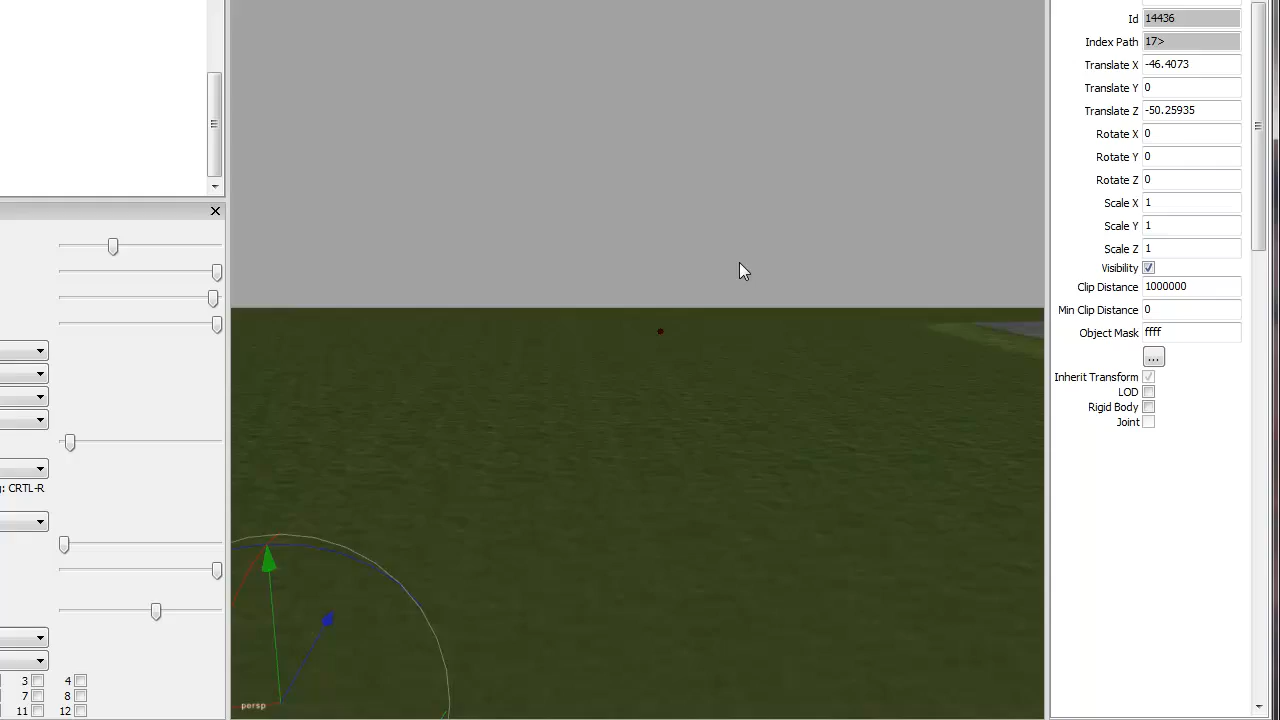 Id 14436
Index Path 17>
Translate X -46.4073
Translate Y 0
Translate Z -50.25935
Rotate X 0
Rotate Y 0
Rotate Z 0
Scale X 1
Scale Y 1
Scale Z 1
Visibility
Clip Distance 1000000
Min Clip Distance 0
Object Mask ffff
...
Inherit Transform
LOD
Rigid Body
Joint
g: CRTL-R
3 4
7 8
11 12
persp